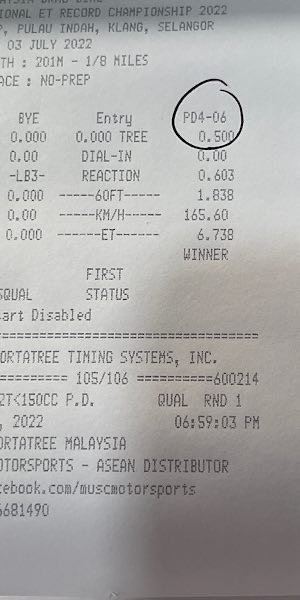 IONAL ET RECORD CHAMPIONSHIP 2022
P, PULAU INDAH, KLANG, SELANGOR
03 JULY 2022
TH : 201M - 1/8 MILES
ACE : NO-PREP
BYE Entry PD4-06
0.000 0.000 TREE 0.500
0.00 DIAL-IN 0.00
-LB3- REACTION 0.603
0.000 -----60FT----- 1.838
0.00 -----KM/H----- 165.60
0.000 ------ET------ 6.738
WINNER
FIRST
SQUAL STATUS
art Disabled
ORTATREE TIMING SYSTEMS, INC.
========= 105/106 ==========600214
2T<150CC P.D. QUAL RND 1
, 2022 06:59:03 PM
ORTATREE MALAYSIA
OTORSPORTS - ASEAN DISTRIBUTOR
cebook.com/muscmotorsports
6681490